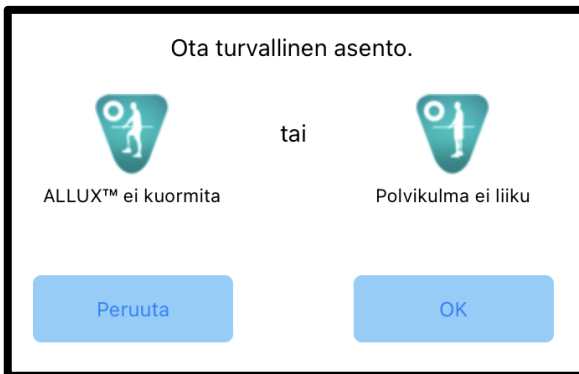 Ota turvallinen asento.
tai
ALLUX™ ei kuormita
Polvikulma ei liiku
Peruuta
OK